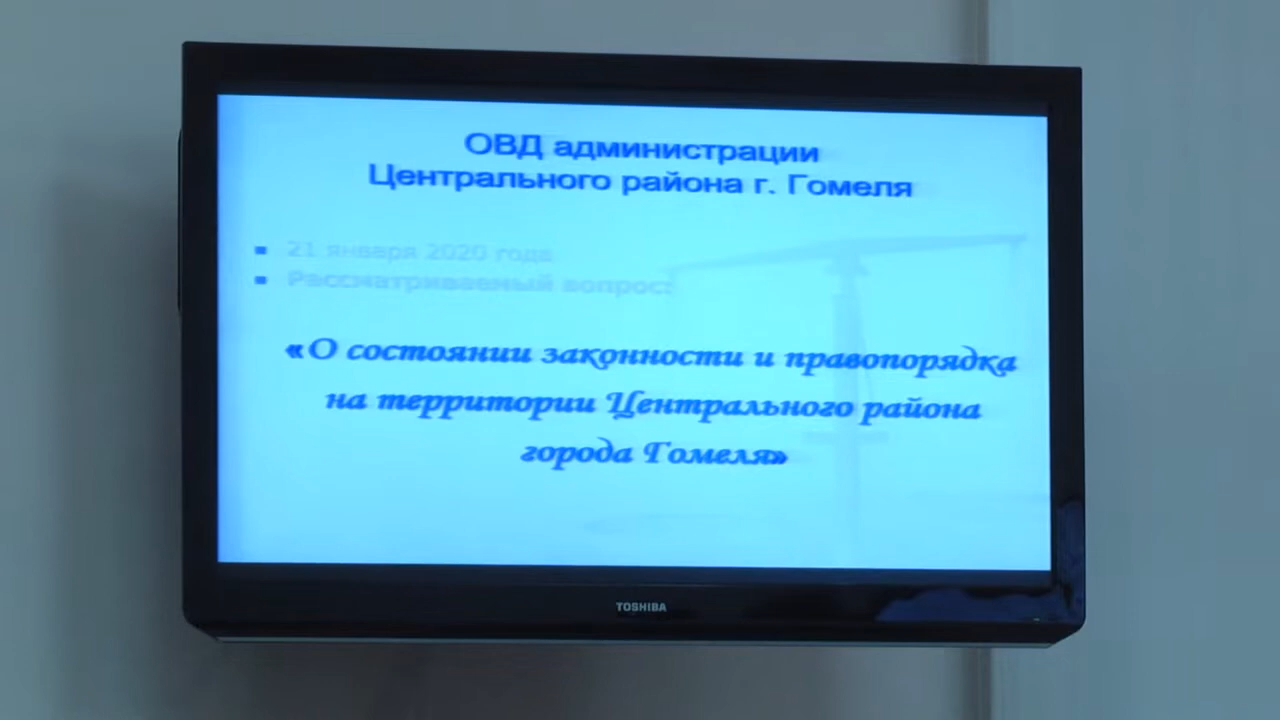 ОВД администрации
Центрального района г. Гомеля
21 января 2020 года
Рассматриваемый вопрос:
«О состоянии законности и правопорядка
на территории Центрального района
города Гомеля»
TOSHIBA